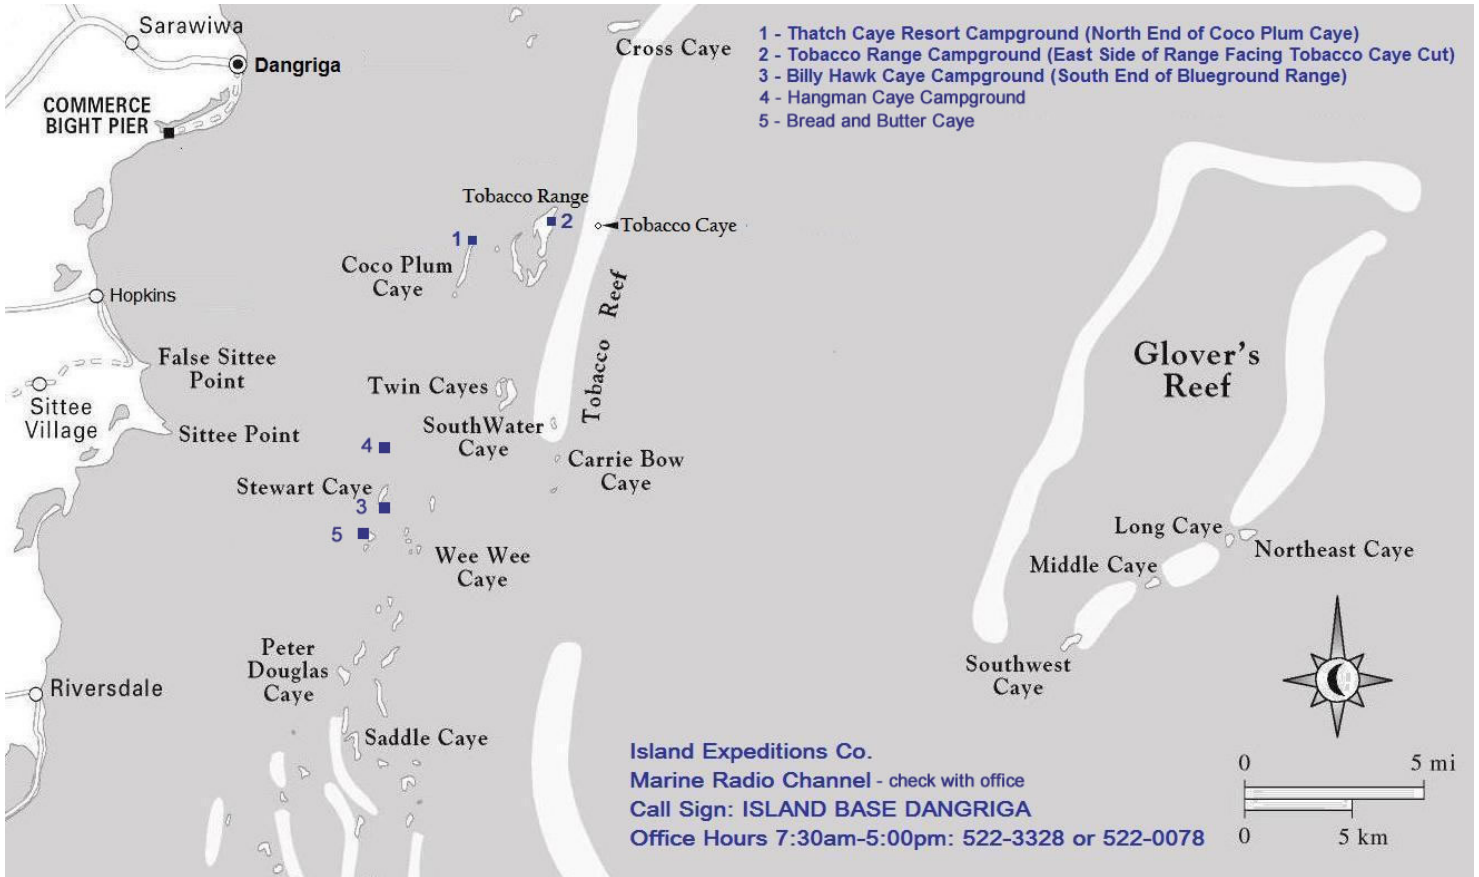 Sarawiwa
Dangriga
COMMERCE
BIGHT PIER
Cross Caye
1 - Thatch Caye Resort Campground (North End of Coco Plum Caye)
2 - Tobacco Range Campground (East Side of Range Facing Tobacco Caye Cut)
3 - Billy Hawk Caye Campground (South End of Blueground Range)
4 - Hangman Caye Campground
5 - Bread and Butter Caye
Tobacco Range
2
Tobacco Caye
1
Coco Plum
Caye
Hopkins
Tobacco Reef
False Sittee
Point
Glover's
Reef
Twin Cayes
Sittee
Village
Sittee Point
SouthWater
Caye
4
Carrie Bow
Caye
Stewart Caye
3
5
Wee Wee
Caye
Long Caye
Northeast Caye
Middle Caye
Southwest
Caye
Peter
Douglas
Caye
Riversdale
Saddle Caye
Island Expeditions Co.
Marine Radio Channel - check with office
Call Sign: ISLAND BASE DANGRIGA
Office Hours 7:30am-5:00pm: 522-3328 or 522-0078
0 5 mi
0 5 km